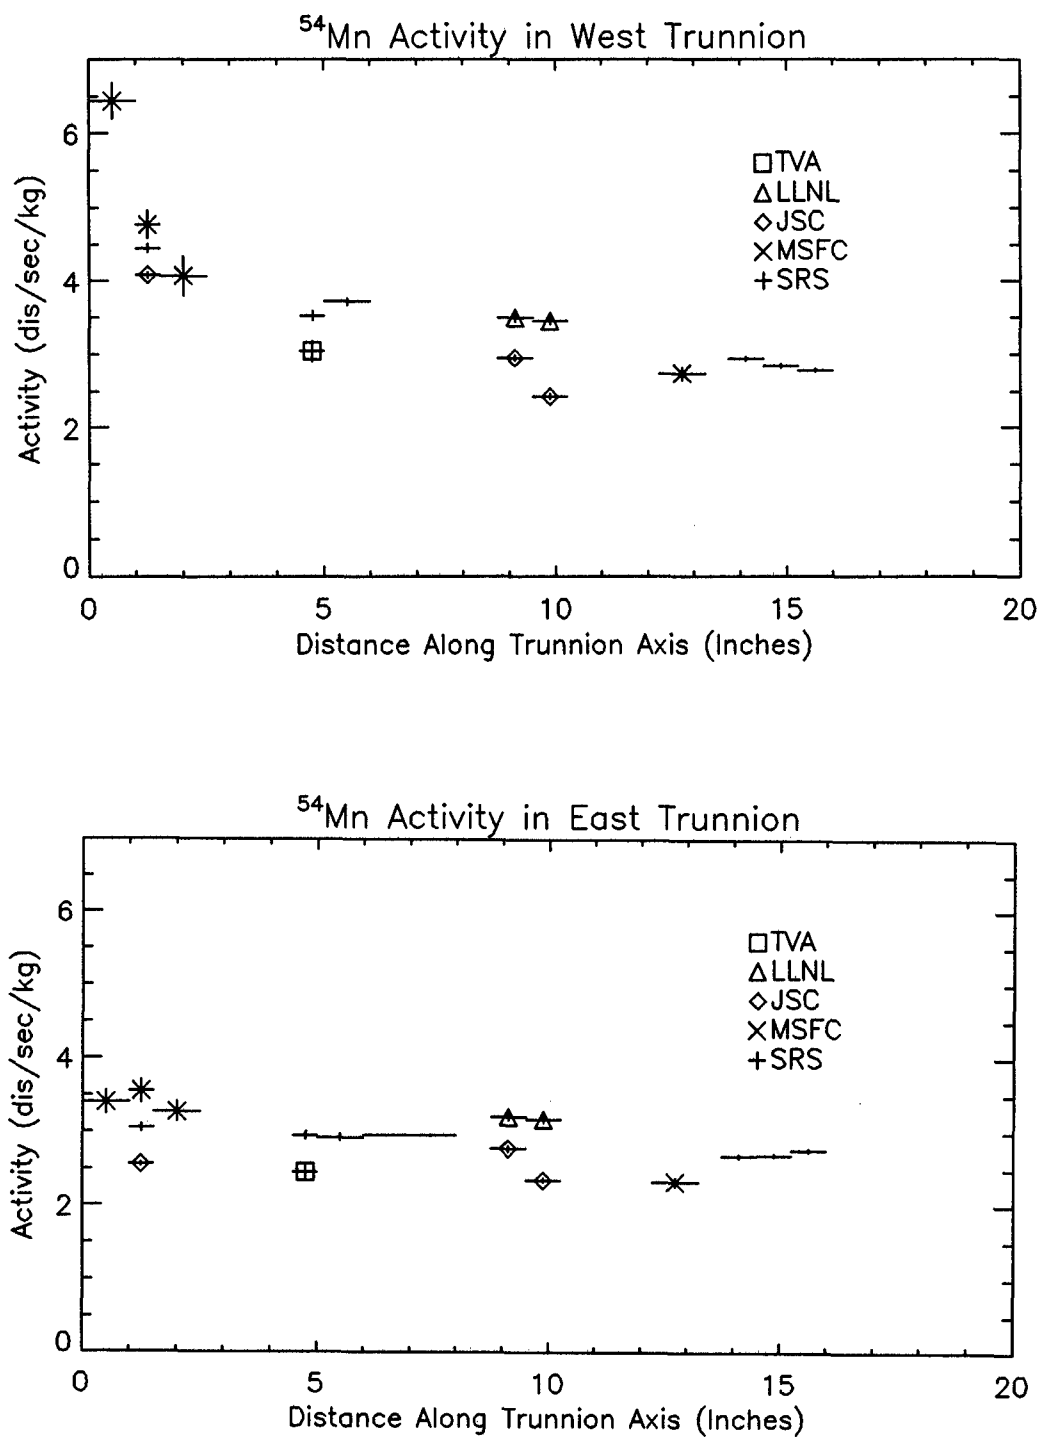 ⁵⁴Mn Activity in West Trunnion
6
4
2
0
Activity (dis/sec/kg)
TVA
LLNL
JSC
MSFC
SRS
0 5 10 15 20
Distance Along Trunnion Axis (Inches)
⁵⁴Mn Activity in East Trunnion
6
4
2
0
Activity (dis/sec/kg)
TVA
LLNL
JSC
MSFC
SRS
0 5 10 15 20
Distance Along Trunnion Axis (Inches)